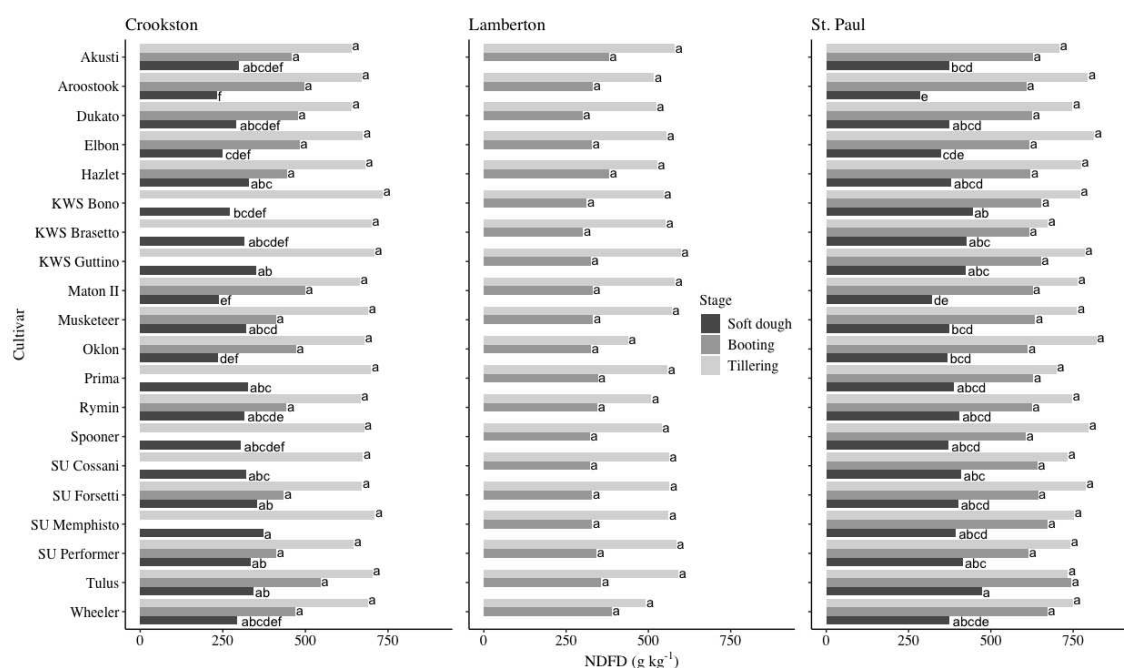 Crookston
Lamberton
St. Paul
Cultivar
Akusti
a a a
a a a
abcdef bcd
Aroostook
a a a
a a a
f e
Dukato
a a a
a a a
abcdef abcd
Elbon
a a a
a a a
cdef cde
Hazlet
a a a
a a a
abc abcd
KWS Bono
a a a
a a
bcdef ab
KWS Brasetto
a a a
a a
abcdef abc
KWS Guttino
a a a
a a
ab abc
Maton II
a a a
a a a
ef de
Musketeer
a a a
a a a
abcd bcd
Oklon
a a a
a a a
def bcd
Prima
a a a
a a
abc abcd
Rymin
a a a
a a a
abcde abcd
Spooner
a a a
a a
abcdef abcd
SU Cossani
a a a
a a
abc abc
SU Forsetti
a a a
a a a
ab abcd
SU Memphisto
a a a
a a
a abcd
SU Performer
a a a
a a a
ab abc
Tulus
a a a
a a a
ab a
Wheeler
a a a
a a a
abcdef abcde
Stage
Soft dough
Booting
Tillering
0 250 500 750
0 250 500 750
0 250 500 750
NDFD (g kg⁻¹)